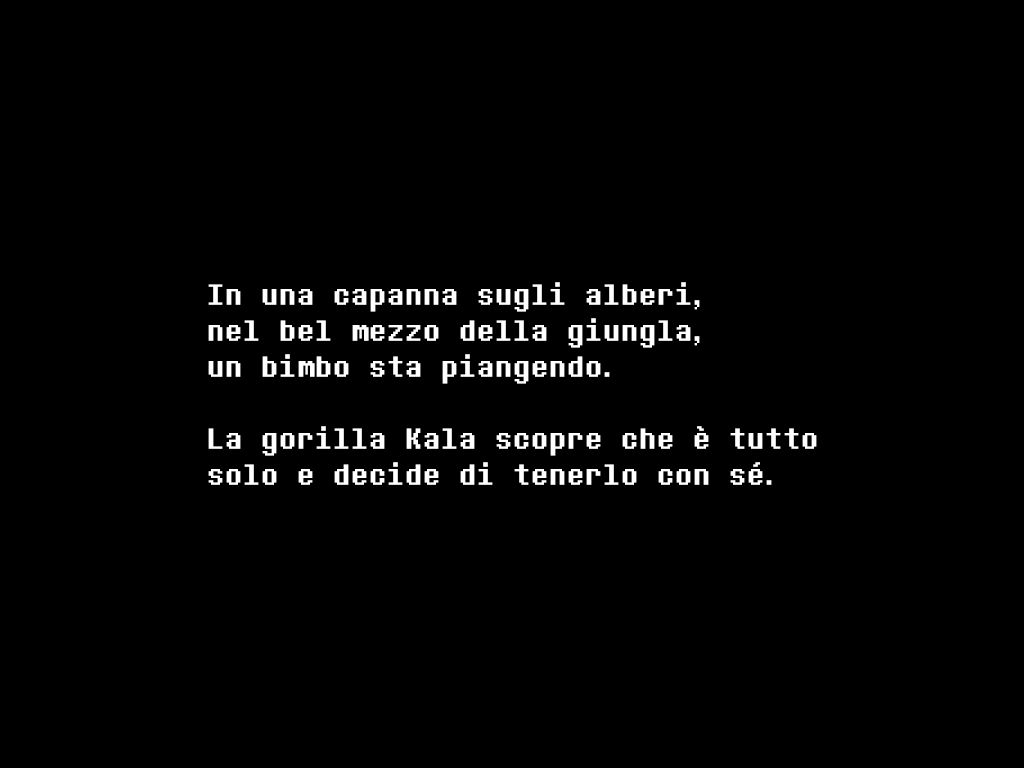 In una capanna sugli alberi,
nel bel mezzo della giungla,
un bimbo sta piangendo.

La gorilla Kala scopre che è tutto
solo e decide di tenerlo con sé.